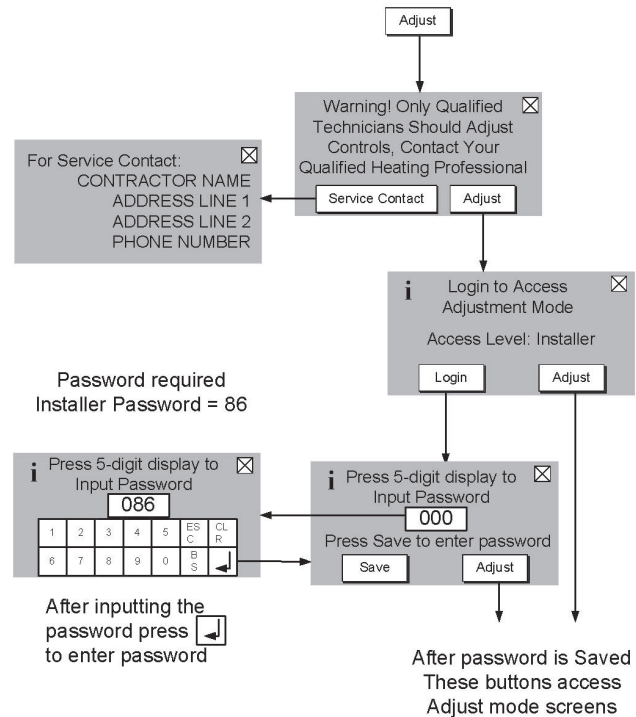 Adjust
Warning! Only Qualified
Technicians Should Adjust
Controls, Contact Your
Qualified Heating Professional
Service Contact
Adjust
For Service Contact:
CONTRACTOR NAME
ADDRESS LINE 1
ADDRESS LINE 2
PHONE NUMBER
i Login to Access
Adjustment Mode
Access Level: Installer
Login
Adjust
Password required
Installer Password = 86
i Press 5-digit display to
Input Password
086
1 2 3 4 5 ES CL
C R
6 7 8 9 0 B
S
i Press 5-digit display to
Input Password
000
Press Save to enter password
Save
Adjust
After inputting the
password press
to enter password
After password is Saved
These buttons access
Adjust mode screens